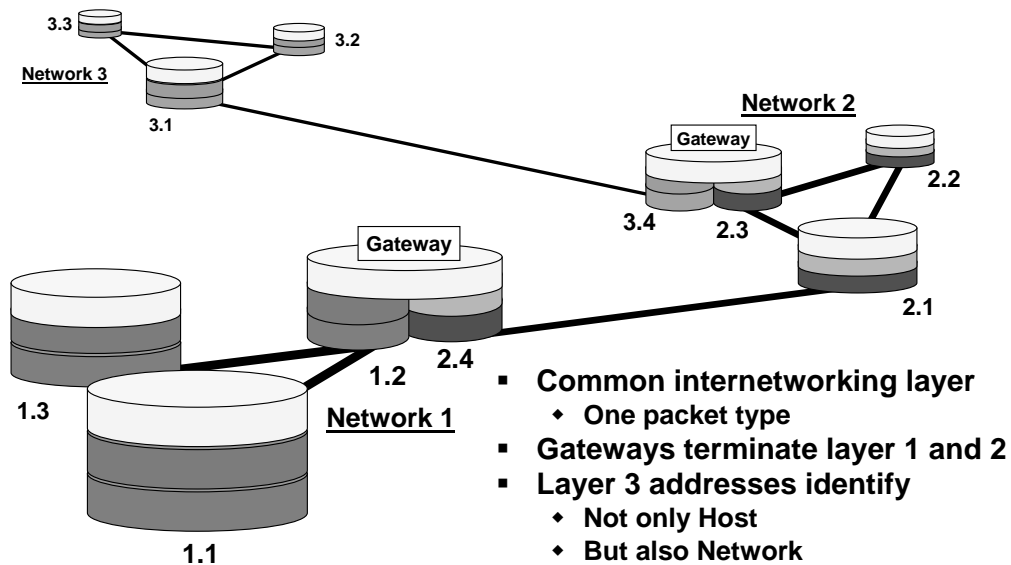 3.3
3.2
Network 3
3.1
Network 2
Gateway
2.2
3.4
2.3
Gateway
2.1
1.2
2.4
1.3
Network 1
1.1
▪ Common internetworking layer
◆ One packet type
▪ Gateways terminate layer 1 and 2
▪ Layer 3 addresses identify
◆ Not only Host
◆ But also Network